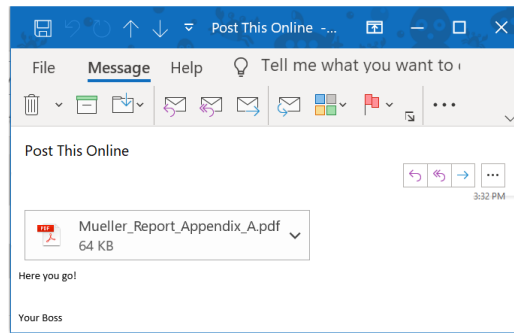 Post This Online -...
File Message Help Tell me what you want to
Post This Online
3:32 PM
PDF
Mueller_Report_Appendix_A.pdf
64 KB
Here you go!
Your Boss